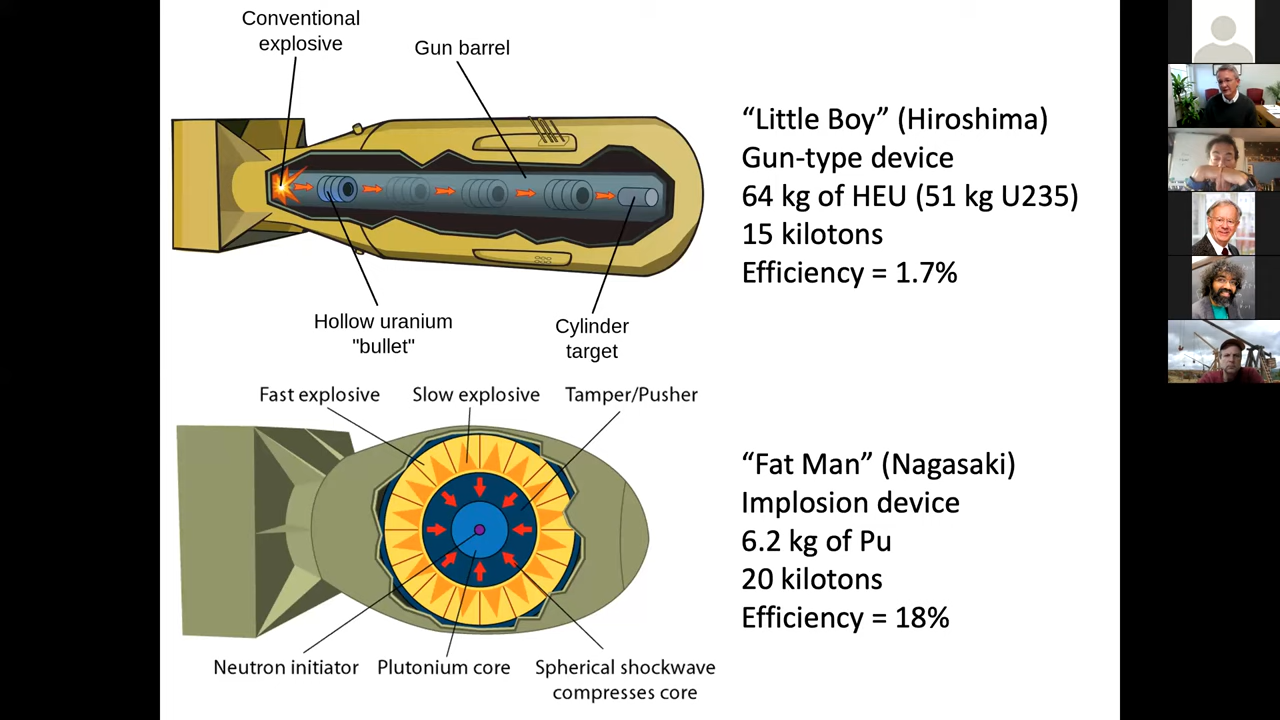 Conventional
explosive
Gun barrel
Hollow uranium
"bullet"
Cylinder
target
“Little Boy” (Hiroshima)
Gun-type device
64 kg of HEU (51 kg U235)
15 kilotons
Efficiency = 1.7%
Fast explosive
Slow explosive
Tamper/Pusher
Neutron initiator
Plutonium core
Spherical shockwave
compresses core
“Fat Man” (Nagasaki)
Implosion device
6.2 kg of Pu
20 kilotons
Efficiency = 18%